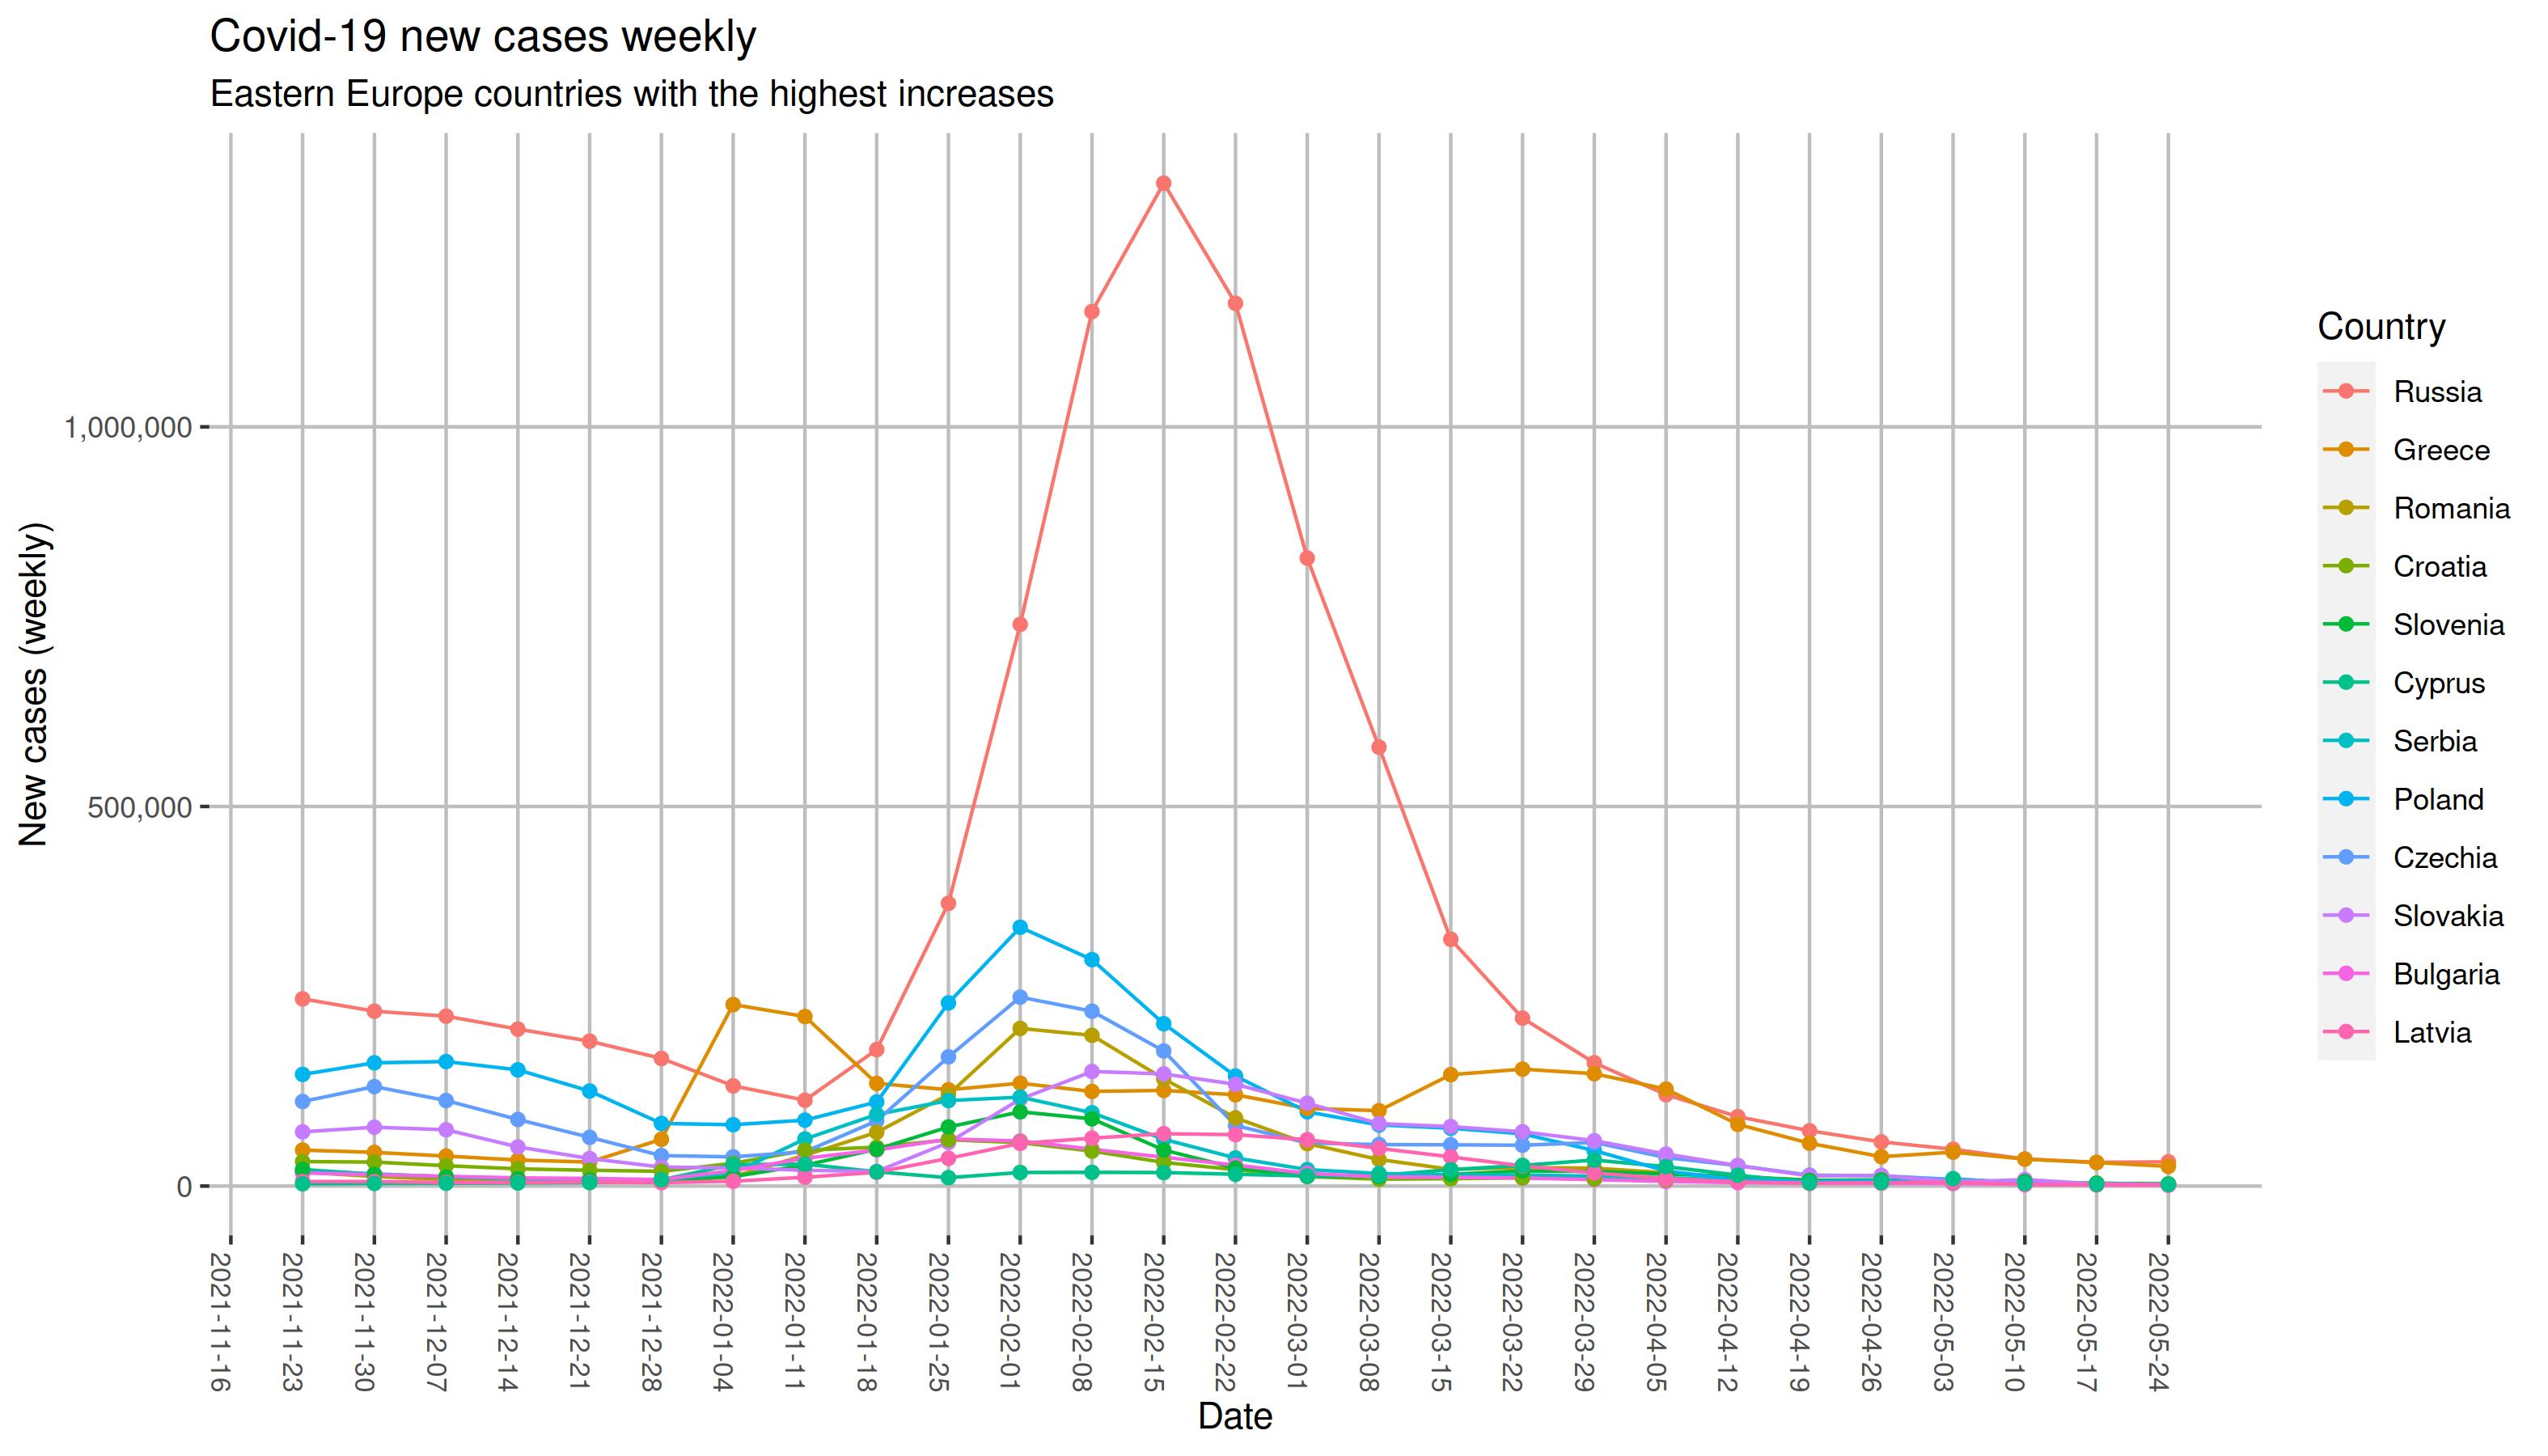 Covid-19 new cases weekly
Eastern Europe countries with the highest increases
New cases (weekly)
1,000,000
500,000
0
2021-11-16
2021-11-23
2021-11-30
2021-12-07
2021-12-14
2021-12-21
2021-12-28
2022-01-04
2022-01-11
2022-01-18
2022-01-25
2022-02-01
2022-02-08
2022-02-15
2022-02-22
2022-03-01
2022-03-08
2022-03-15
2022-03-22
2022-03-29
2022-04-05
2022-04-12
2022-04-19
2022-04-26
2022-05-03
2022-05-10
2022-05-17
2022-05-24
Date
Country
Russia
Greece
Romania
Croatia
Slovenia
Cyprus
Serbia
Poland
Czechia
Slovakia
Bulgaria
Latvia